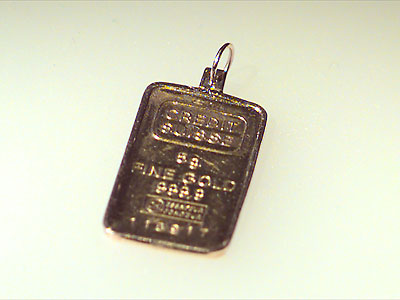 CREDIT
SUISSE
5g
FINE GOLD
999,9